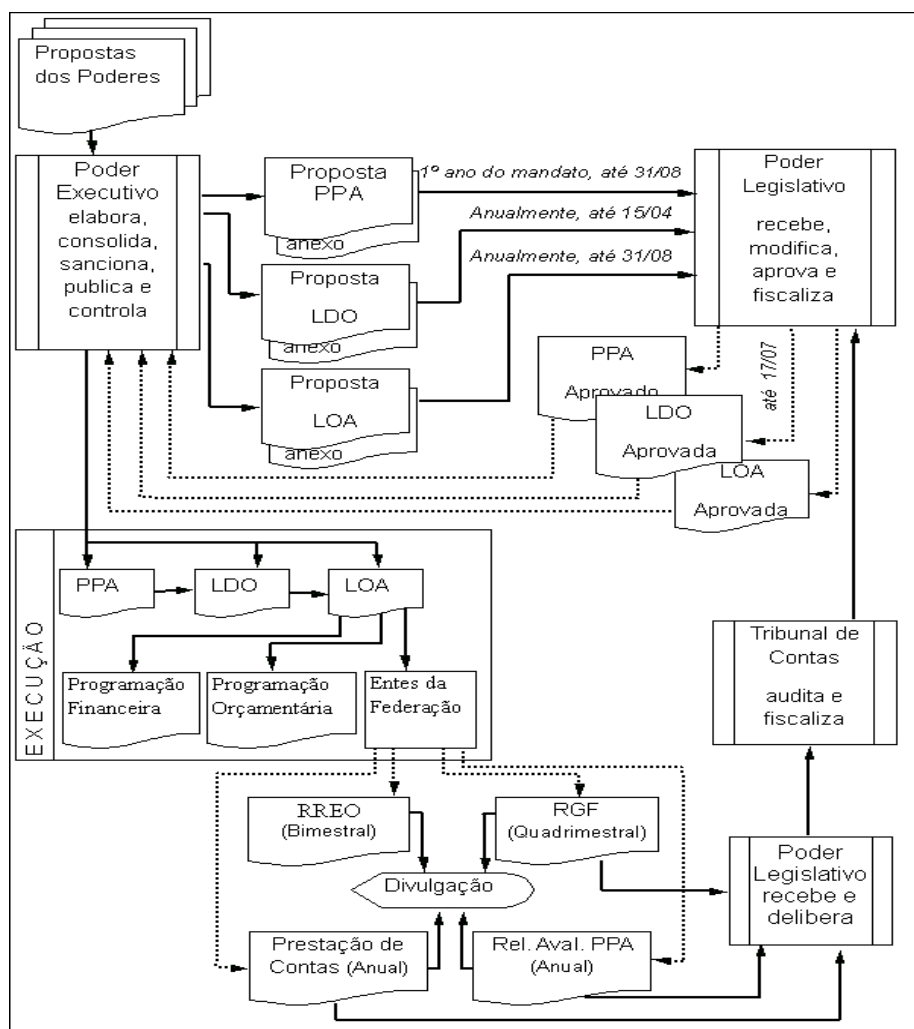 Propostas
dos Poderes
Poder
Executivo
elabora,
consolida,
sanciona,
publica e
controla
Proposta
PPA
anexo
Proposta
LDO
anexo
Proposta
LOA
anexo
1º ano do mandato, até 31/08
Anualmente, até 15/04
Anualmente, até 31/08
Poder
Legislativo
recebe,
modifica,
aprova e
fiscaliza
PPA
Aprovado
até 17/07
LDO
Aprovada
LOA
Aprovada
EXECUÇÃO
PPA
LDO
LOA
Programação
Financeira
Programação
Orçamentária
Entes da
Federação
Tribunal de
Contas
audita e
fiscaliza
RREO
(Bimestral)
RGF
(Quadrimestral)
Divulgação
Poder
Legislativo
recebe e
delibera
Prestação de
Contas (Anual)
Rel. Aval. PPA
(Anual)